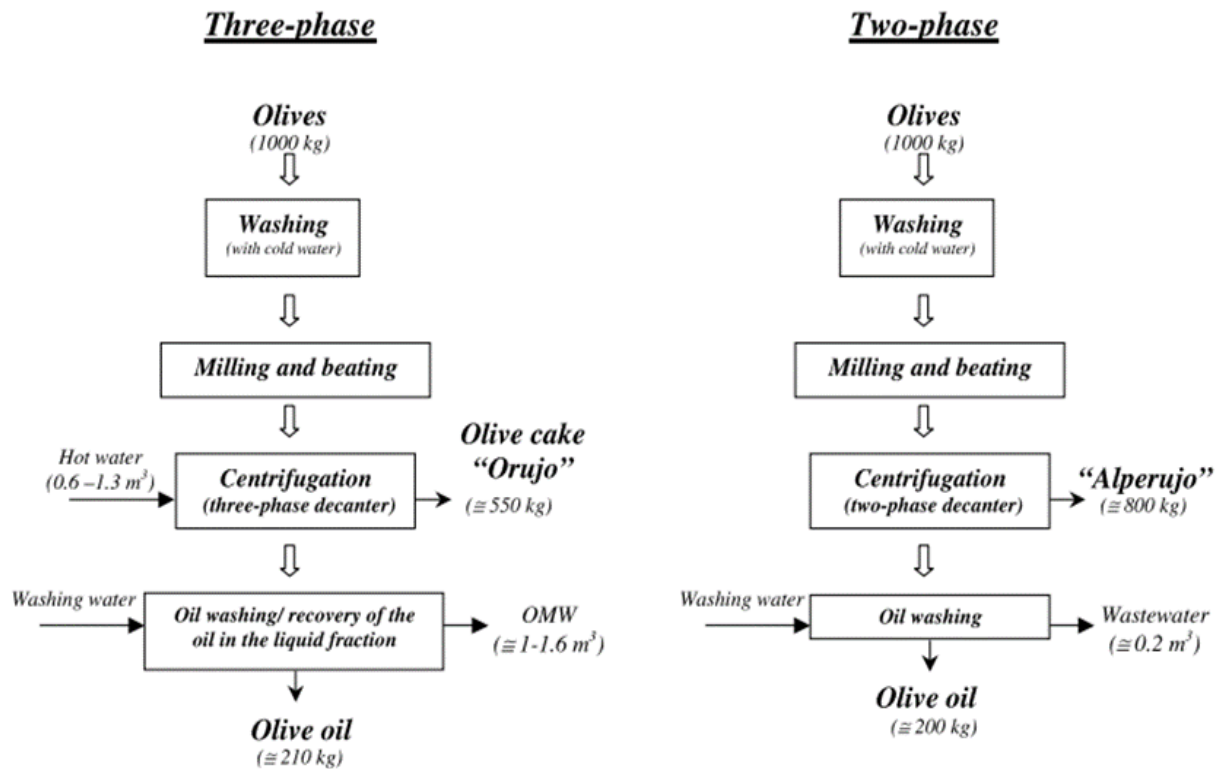 Three-phase
Olives
(1000 kg)
Washing
(with cold water)
Milling and beating
Hot water
(0.6 –1.3 m³)
Centrifugation
(three-phase decanter)
Olive cake
“Orujo”
(≅550 kg)
Washing water
Oil washing/ recovery of the
oil in the liquid fraction
OMW
(≅1-1.6 m³)
Olive oil
(≅210 kg)
Two-phase
Olives
(1000 kg)
Washing
(with cold water)
Milling and beating
Centrifugation
(two-phase decanter)
“Alperujo”
(≅800 kg)
Washing water
Oil washing
Wastewater
(≅0.2 m³)
Olive oil
(≅200 kg)